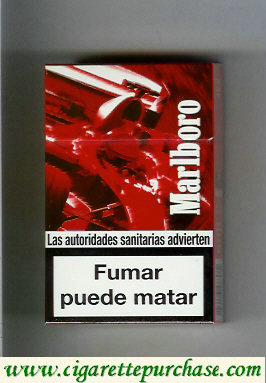 Marlboro
Las autoridades sanitarias advierten
Fumar
puede matar
www.cigarettepurchase.com